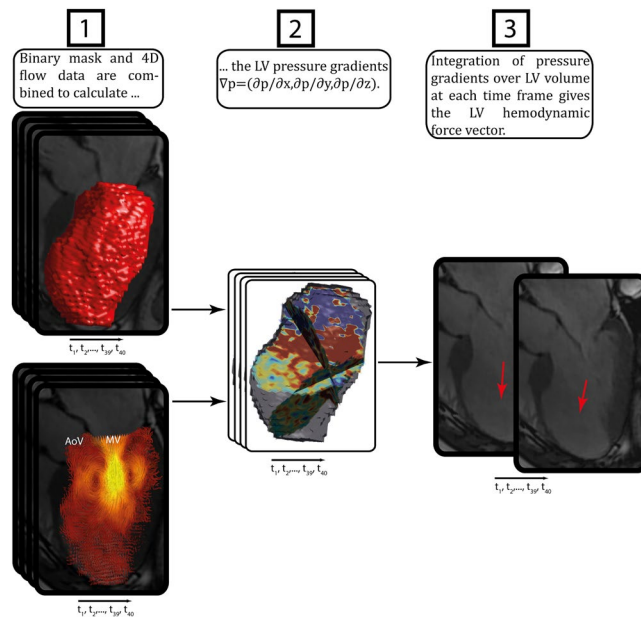 1
Binary mask and 4D
flow data are com-
bined to calculate ...
t1, t2,..., t39, t40
AoV MV
t1, t2,..., t39, t40
2
... the LV pressure gradients
∇p=(∂p/∂x,∂p/∂y,∂p/∂z).
t1, t2,..., t39, t40
3
Integration of pressure
gradients over LV volume
at each time frame gives
the LV hemodynamic
force vector.
t1, t2,..., t39, t40